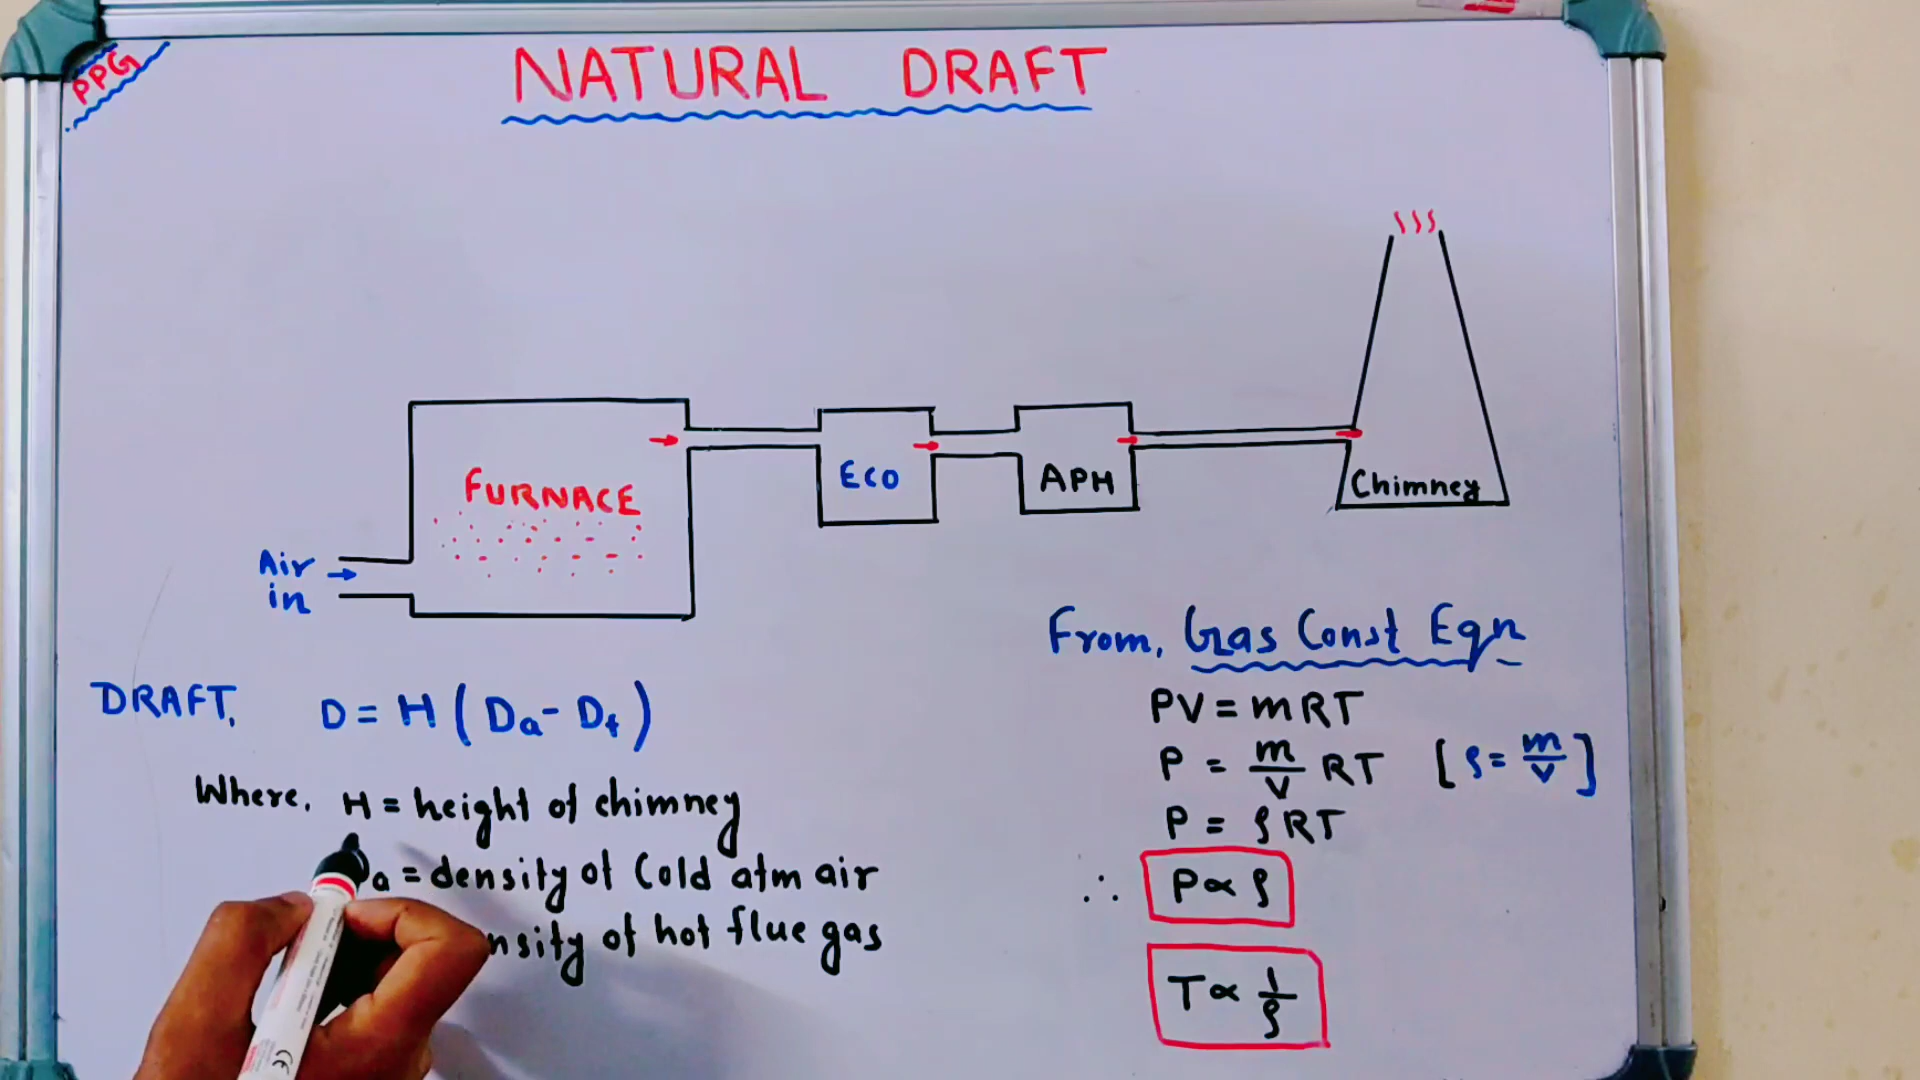 PPG
NATURAL DRAFT
FURNACE
ECO
APH
Chimney
Air
in
DRAFT, D = H (Da - Df)
Where, H = height of chimney
a = density of Cold atm air
of hot flue gas
From, Gas Const Eqn
PV = mRT
P = m/V RT [ρ = m/V]
P = ρRT
∴ P ∝ ρ
T ∝ 1/ρ
CE